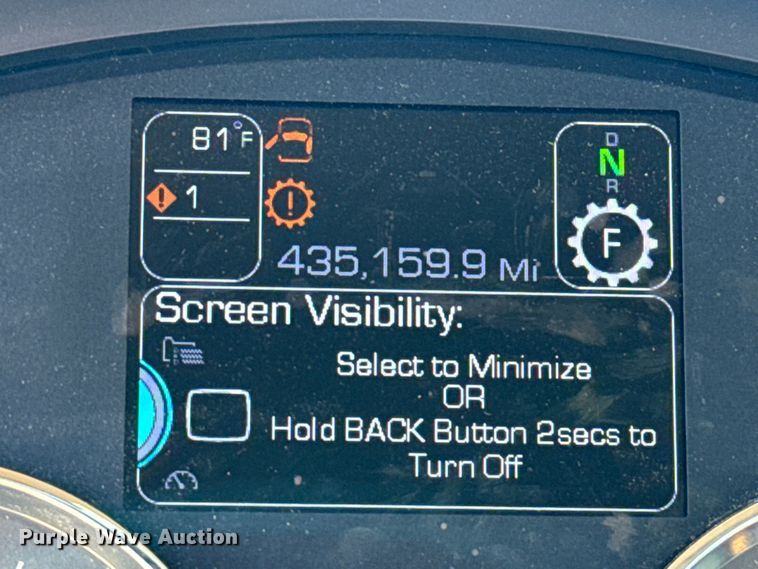 81°F
1
D
N
R
F
435,159.9 Mi
Screen Visibility:
Select to Minimize
OR
Hold BACK Button 2secs to
Turn Off
Purple Wave Auction